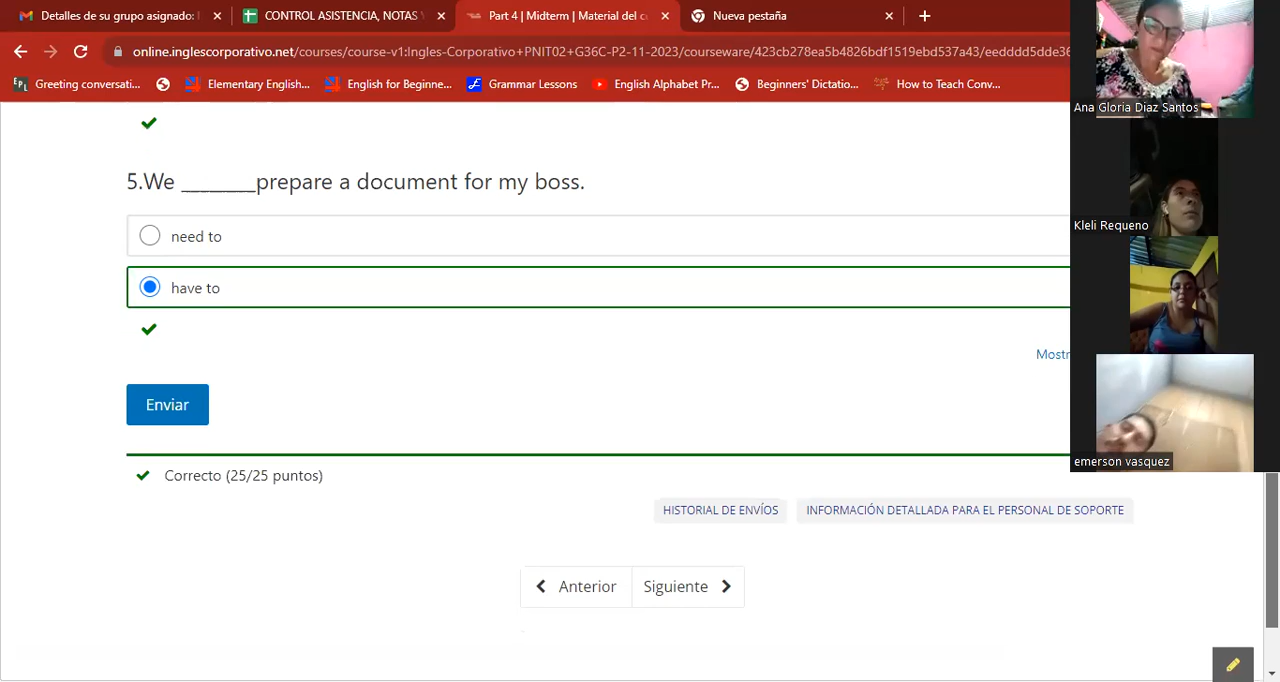 Detalles de su grupo asignado: I
CONTROL ASISTENCIA, NOTAS Y
Part 4 | Midterm | Material del c
Nueva pestaña
online.inglescorporativo.net/courses/course-v1:Ingles-Corporativo+PNIT02+G36C-P2-11-2023/courseware/423cb278ea5b4826bdf1519ebd537a43/eedddd5dde36
Greeting conversati...
Elementary English...
English for Beginne...
Grammar Lessons
English Alphabet Pr...
Beginners' Dictatio...
How to Teach Conv...
Ana Gloria Diaz Santos
5.We ________prepare a document for my boss.
need to
Kleli Requeno
have to
Mostr
Enviar
emerson vasquez
Correcto (25/25 puntos)
HISTORIAL DE ENVÍOS
INFORMACIÓN DETALLADA PARA EL PERSONAL DE SOPORTE
Anterior
Siguiente